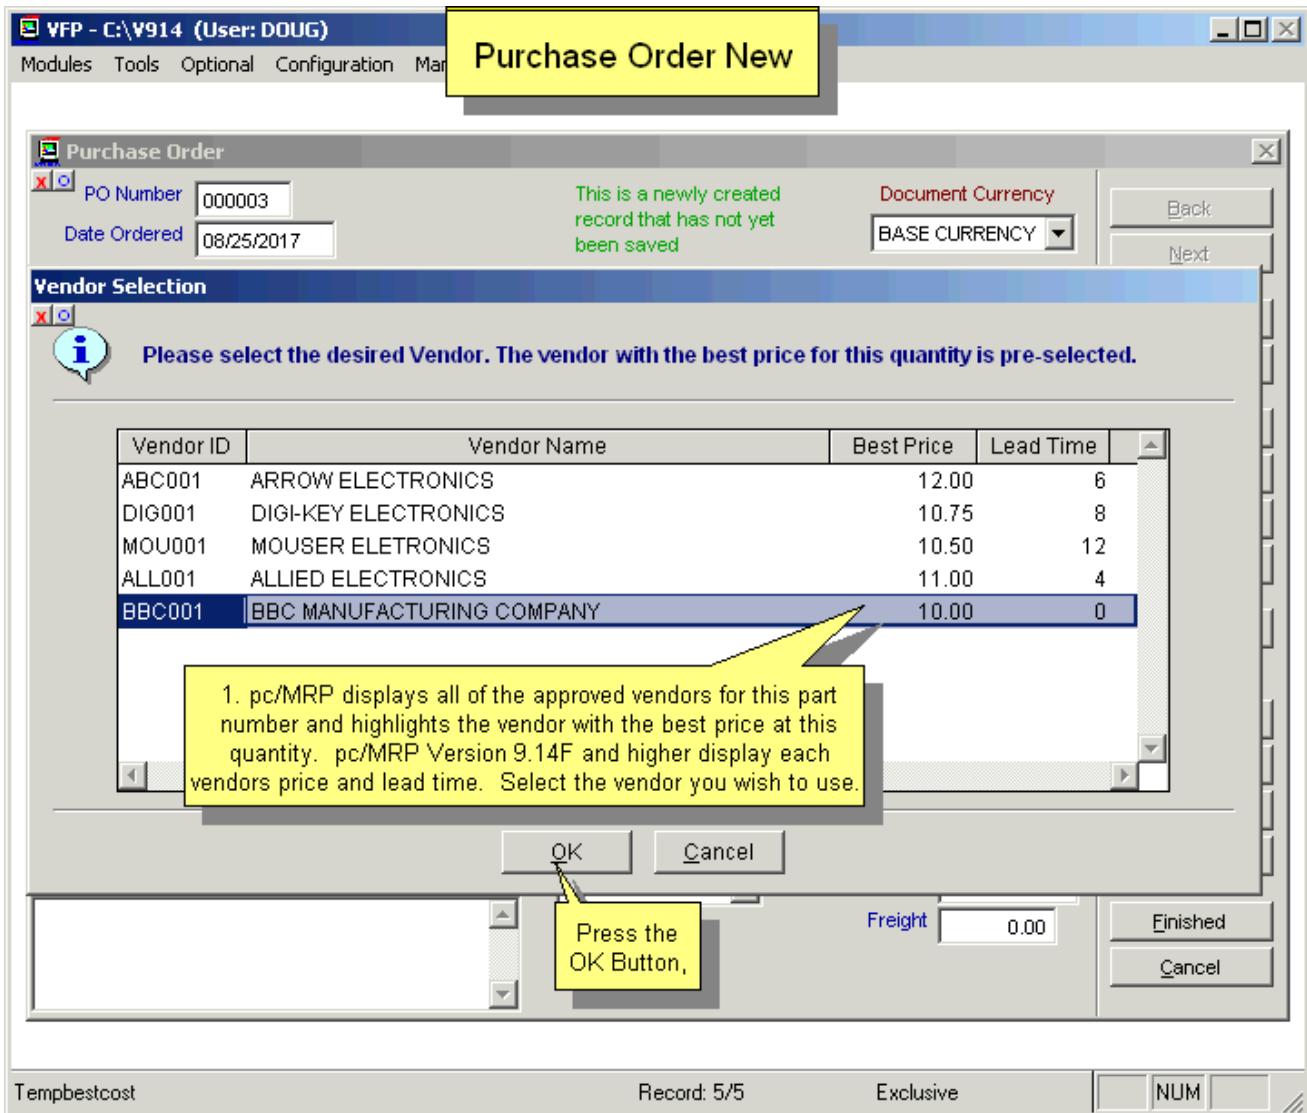 VFP - C:\V914 (User: DOUG)
Purchase Order New
Modules Tools Optional Configuration Mar
Purchase Order
PO Number 000003
Date Ordered 08/25/2017
This is a newly created
record that has not yet
been saved
Document Currency
BASE CURRENCY
Back
Next
Vendor Selection
Please select the desired Vendor. The vendor with the best price for this quantity is pre-selected.
Vendor ID Vendor Name Best Price Lead Time
ABC001 ARROW ELECTRONICS 12.00 6
DIG001 DIGI-KEY ELECTRONICS 10.75 8
MOU001 MOUSER ELETRONICS 10.50 12
ALL001 ALLIED ELECTRONICS 11.00 4
BBC001 BBC MANUFACTURING COMPANY 10.00 0
1. pc/MRP displays all of the approved vendors for this part
number and highlights the vendor with the best price at this
quantity. pc/MRP Version 9.14F and higher display each
vendors price and lead time. Select the vendor you wish to use.
OK Cancel
Press the
OK Button,
Freight 0.00
Finished
Cancel
Tempbestcost Record: 5/5 Exclusive NUM